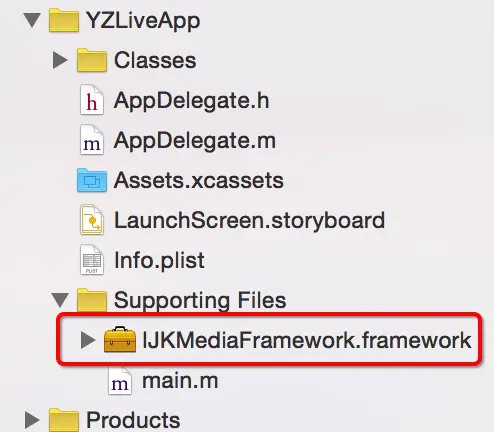 YZLiveApp
Classes
h AppDelegate.h
m AppDelegate.m
Assets.xcassets
LaunchScreen.storyboard
PLIST Info.plist
Supporting Files
IJKMediaFramework.framework
m main.m
Products